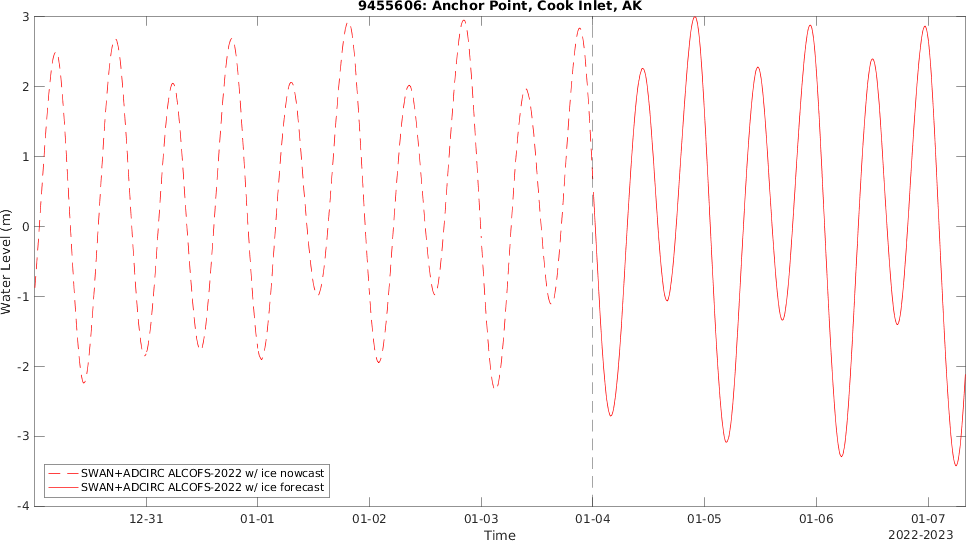 9455606: Anchor Point, Cook Inlet, AK
Water Level (m)
3
2
1
0
-1
-2
-3
-4
SWAN+ADCIRC ALCOFS-2022 w/ ice nowcast
SWAN+ADCIRC ALCOFS-2022 w/ ice forecast
12-31 01-01 01-02 01-03 01-04 01-05 01-06 01-07
Time
2022-2023